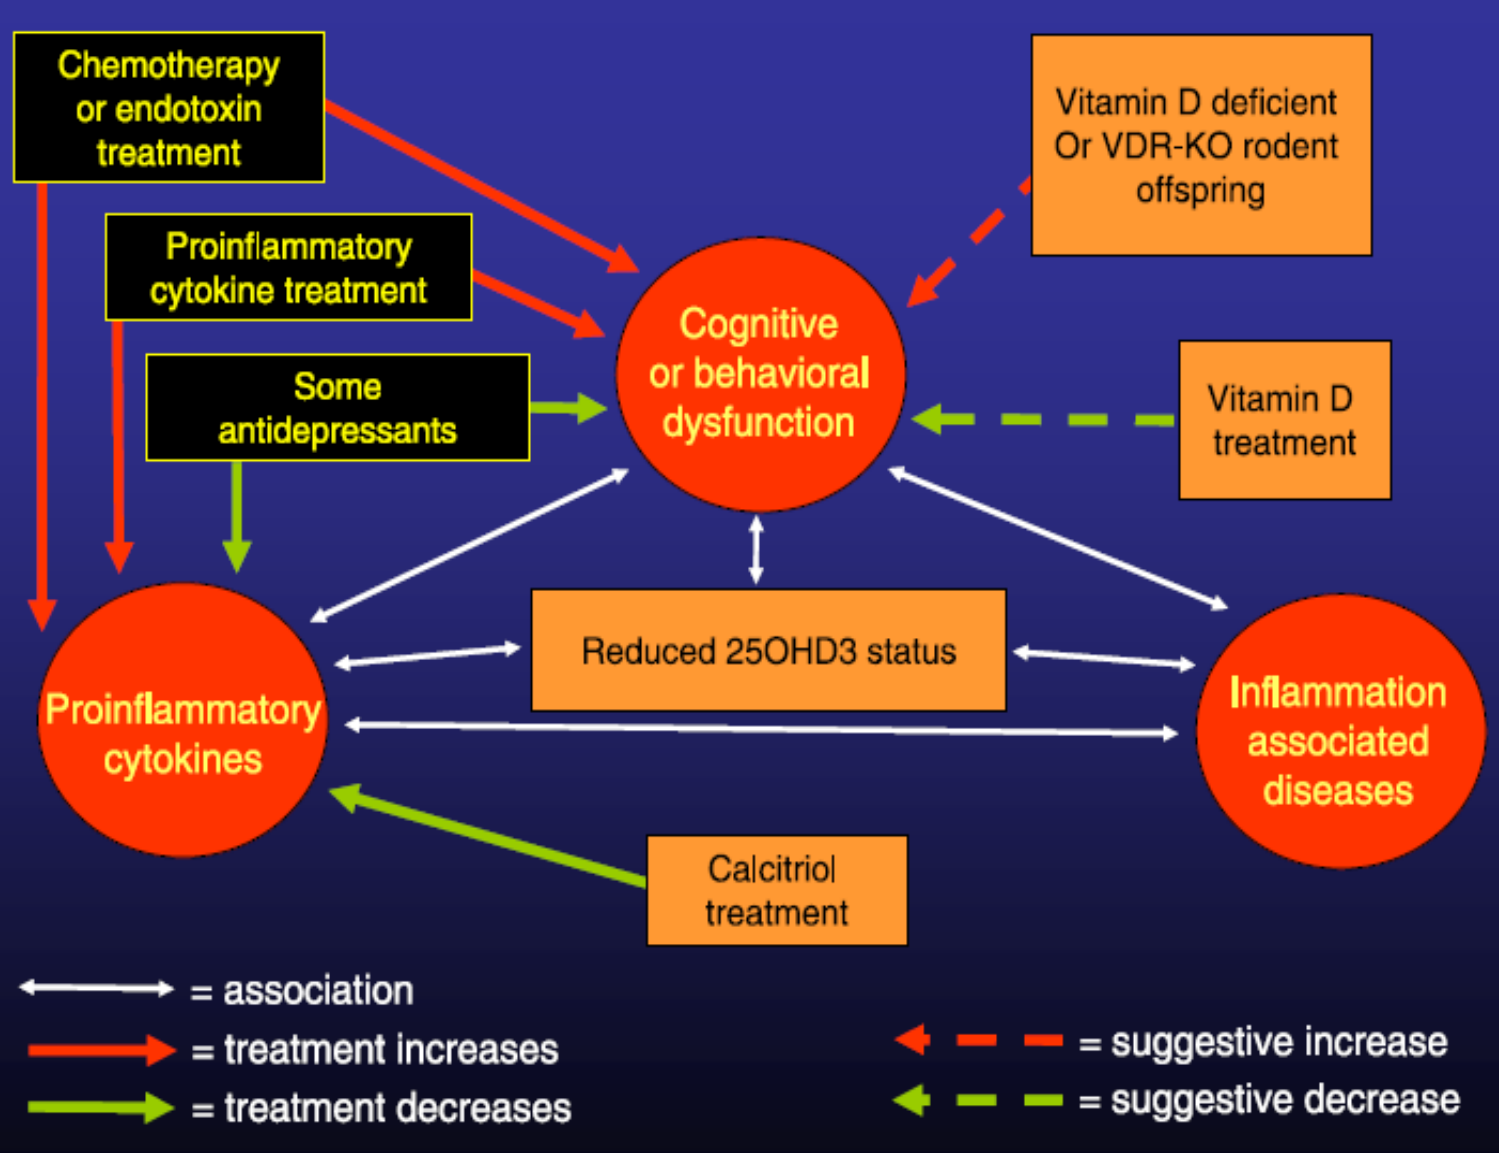 Chemotherapy
or endotoxin
treatment
Proinflammatory
cytokine treatment
Some
antidepressants
Vitamin D deficient
Or VDR-KO rodent
offspring
Cognitive
or behavioral
dysfunction
Vitamin D
treatment
Reduced 25OHD3 status
Proinflammatory
cytokines
Inflammation
associated
diseases
Calcitriol
treatment
= association
= treatment increases
= treatment decreases
= suggestive increase
= suggestive decrease